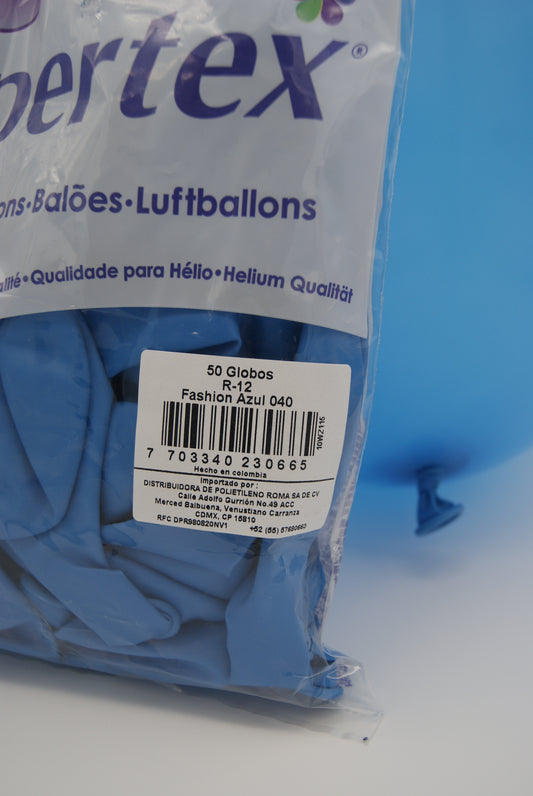 pertex®
ons•Balões•Luftballons
alité•Qualidade para Hélio•Helium Qualität
50 Globos
R-12
Fashion Azul 040
10WZ115
7 703340 230665
Hecho en colombia
Importado por :
DISTRIBUIDORA DE POLIETILENO ROMA SA DE CV
Calle Adolfo Gurrión No.49 ACC
Merced Balbuena, Venustiano Carranza
CDMX, CP 15810
RFC DPR980820NV1